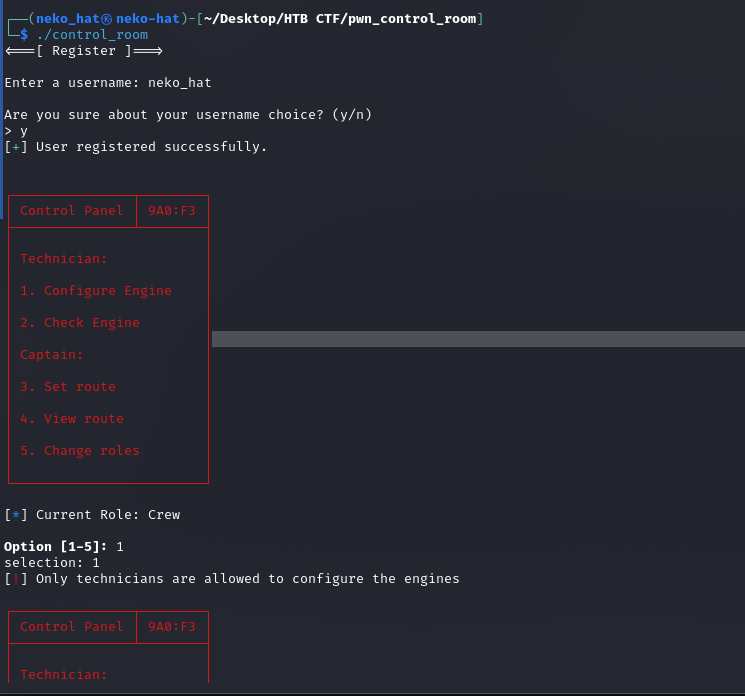 (neko_hat㉿neko-hat)-[~/Desktop/HTB CTF/pwn_control_room]
$ ./control_room
<===[ Register ]===>
Enter a username: neko_hat
Are you sure about your username choice? (y/n)
> y
[+] User registered successfully.
Control Panel 9A0:F3
Technician:
1. Configure Engine
2. Check Engine
Captain:
3. Set route
4. View route
5. Change roles
[*] Current Role: Crew
Option [1-5]: 1
selection: 1
[!] Only technicians are allowed to configure the engines
Control Panel 9A0:F3
Technician: